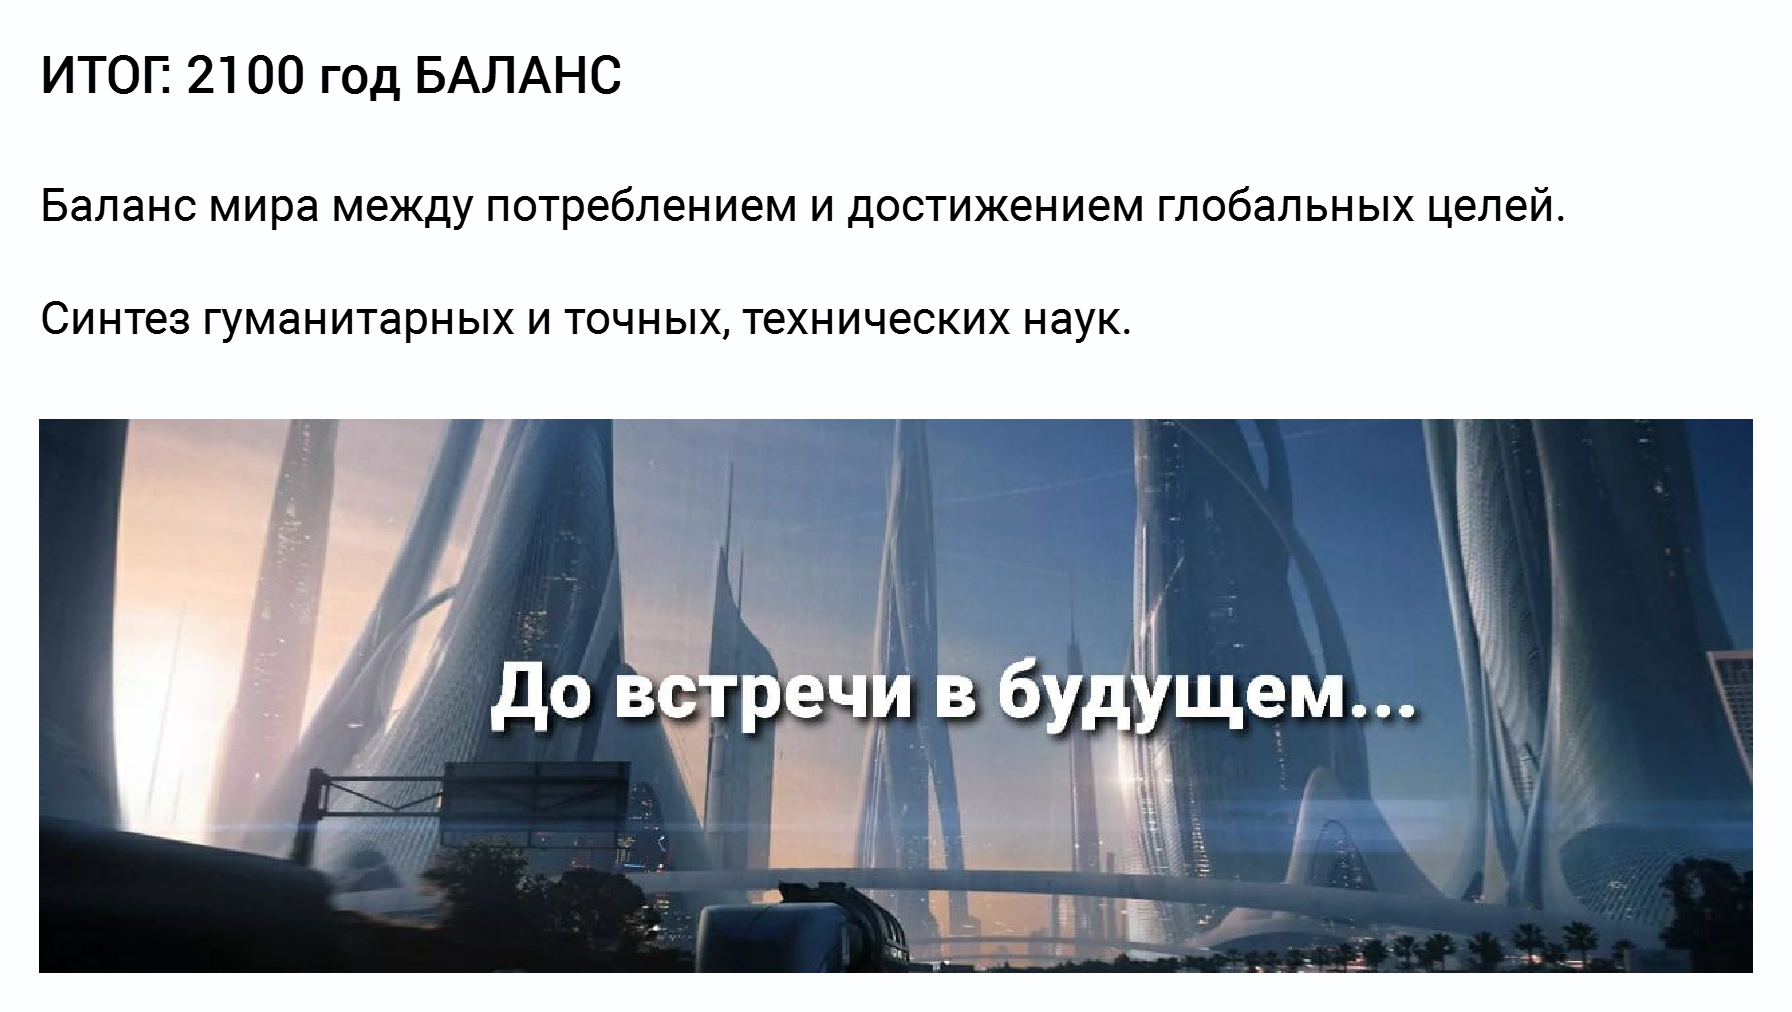 ИТОГ: 2100 год БАЛАНС
Баланс мира между потреблением и достижением глобальных целей.
Синтез гуманитарных и точных, технических наук.
До встречи в будущем...